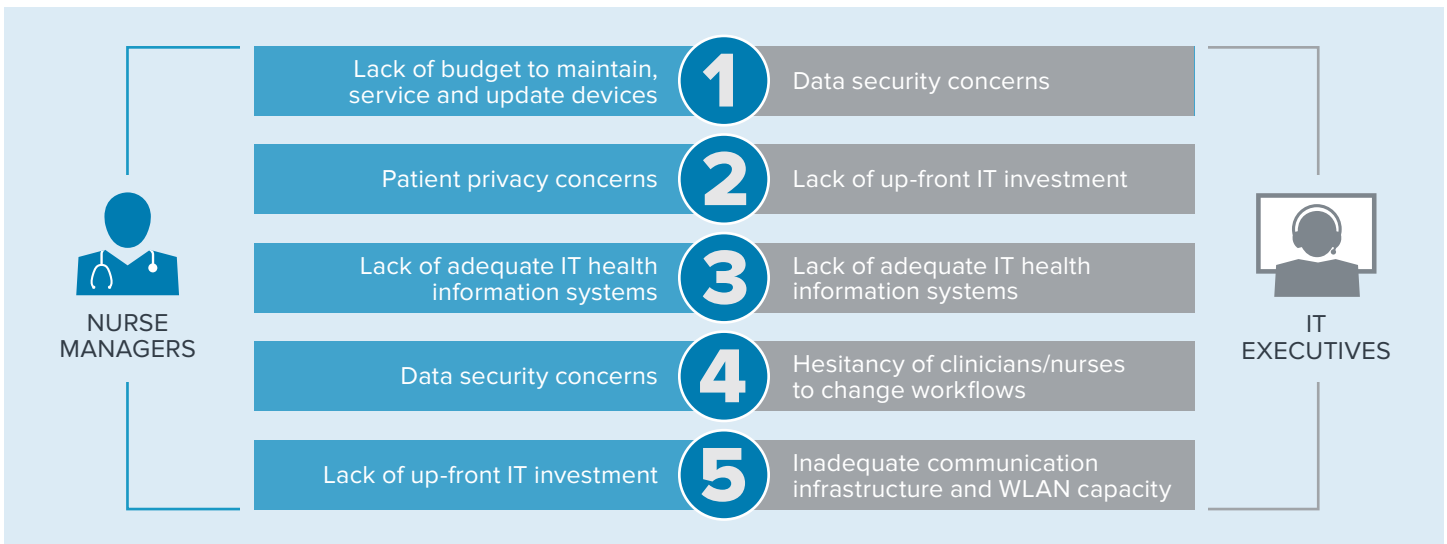 Lack of budget to maintain,
service and update devices
1
Data security concerns
Patient privacy concerns
2
Lack of up-front IT investment
Lack of adequate IT health
information systems
3
Lack of adequate IT health
information systems
NURSE
MANAGERS
IT
EXECUTIVES
Data security concerns
4
Hesitancy of clinicians/nurses
to change workflows
Lack of up-front IT investment
5
Inadequate communication
infrastructure and WLAN capacity